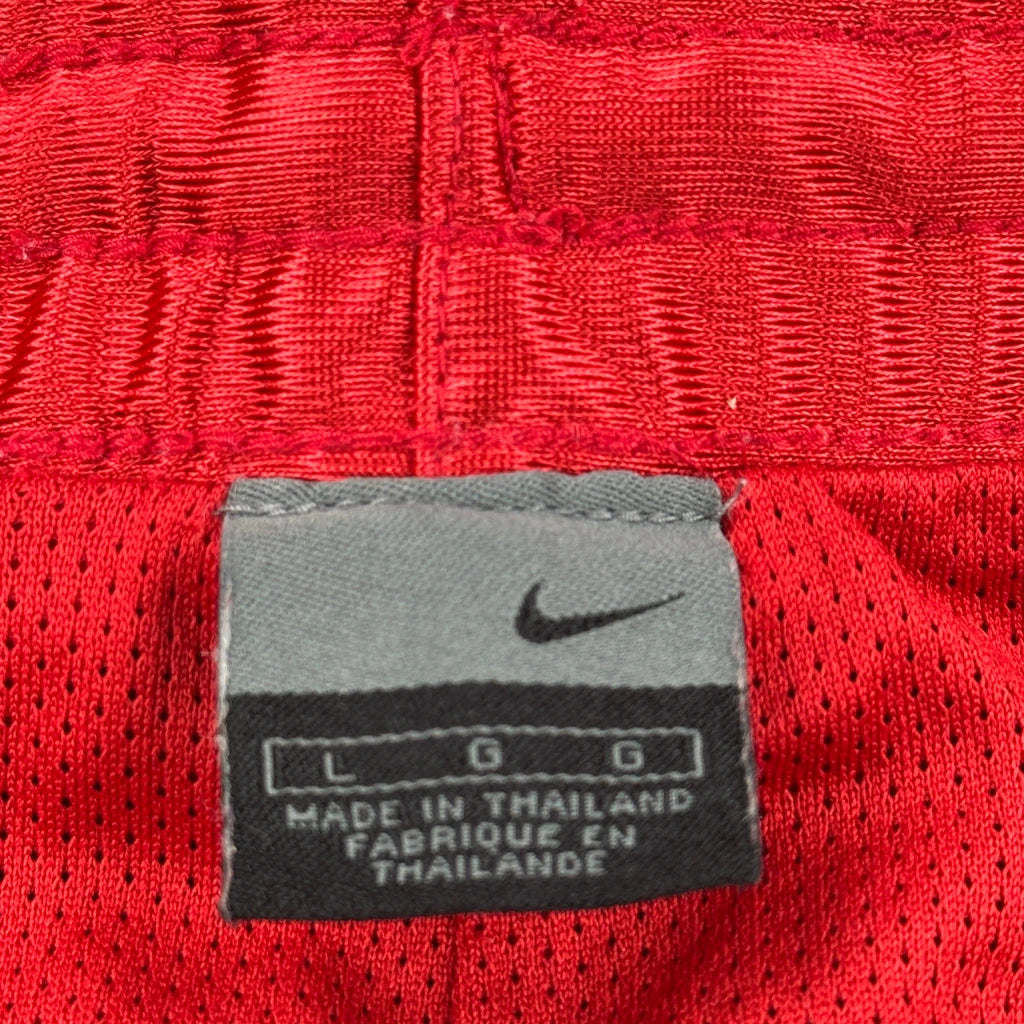 L G G
MADE IN THAILAND
FABRIQUE EN
THAILANDE